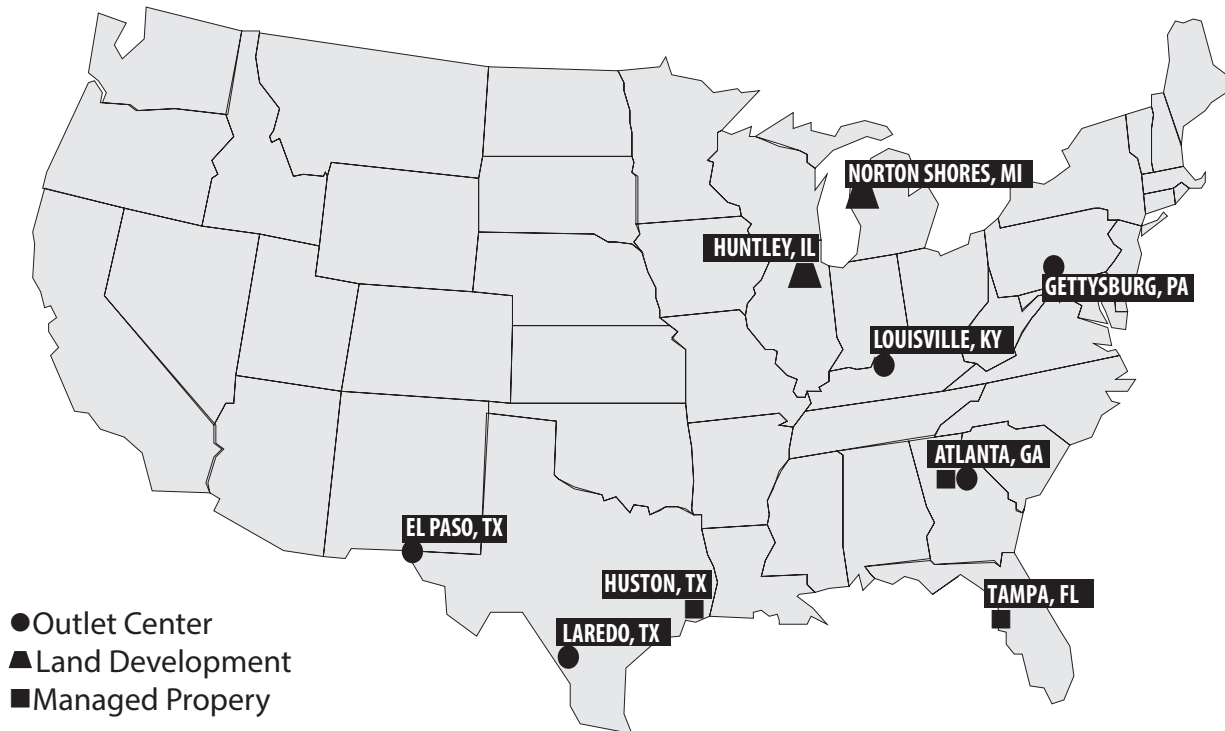 NORTON SHORES, MI
HUNTLEY, IL
GETTYSBURG, PA
LOUISVILLE, KY
ATLANTA, GA
EL PASO, TX
HUSTON, TX
TAMPA, FL
LAREDO, TX
Outlet Center
Land Development
Managed Propery